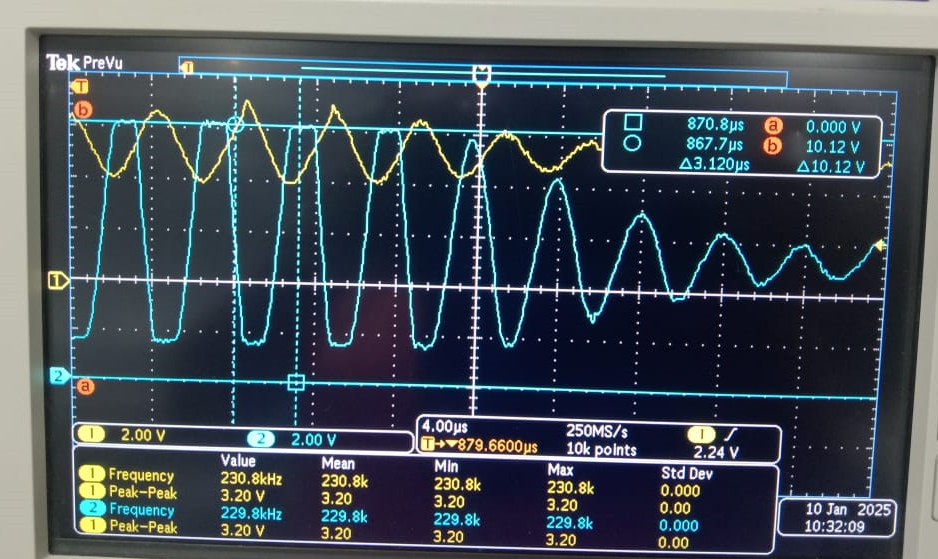 Tek PreVu
T
T
b
870.8µs a 0.000 V
867.7µs b 10.12 V
Δ3.120µs Δ10.12 V
1
2
a
1 2.00 V 2 2.00 V
4.00µs 250MS/s 1
T→▼879.6600µs 10k points 2.24 V
Value Mean Min Max Std Dev
1 Frequency 230.8kHz 230.8k 230.8k 230.8k 0.000
1 Peak-Peak 3.20 V 3.20 3.20 3.20 0.00
2 Frequency 229.8kHz 229.8k 229.8k 229.8k 0.000
1 Peak-Peak 3.20 V 3.20 3.20 3.20 0.00
10 Jan 2025
10:32:09